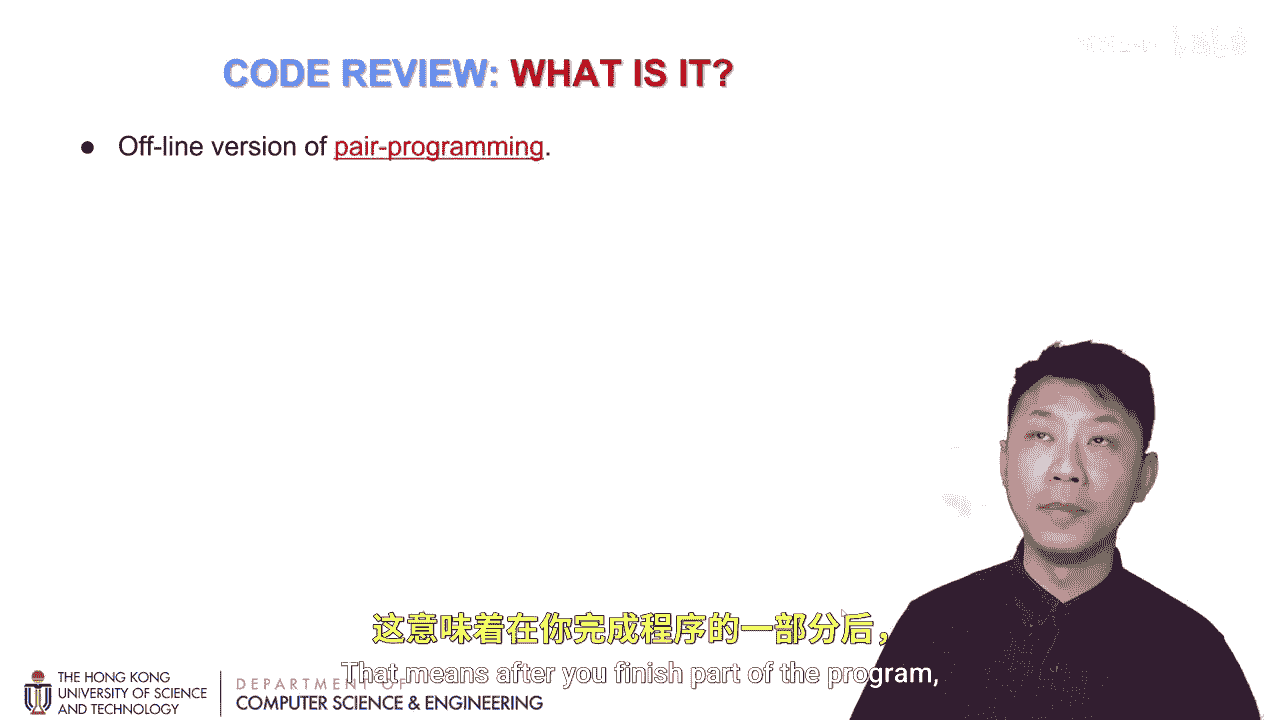 CODE REVIEW: WHAT IS IT?
● Off-line version of pair-programming.
这意味着在你完成程序的一部分后，
That means after you finish part of the program,
THE HONG KONG
UNIVERSITY OF SCIENCE
AND TECHNOLOGY
DEPARTMENT OF
COMPUTER SCIENCE & ENGINEERING